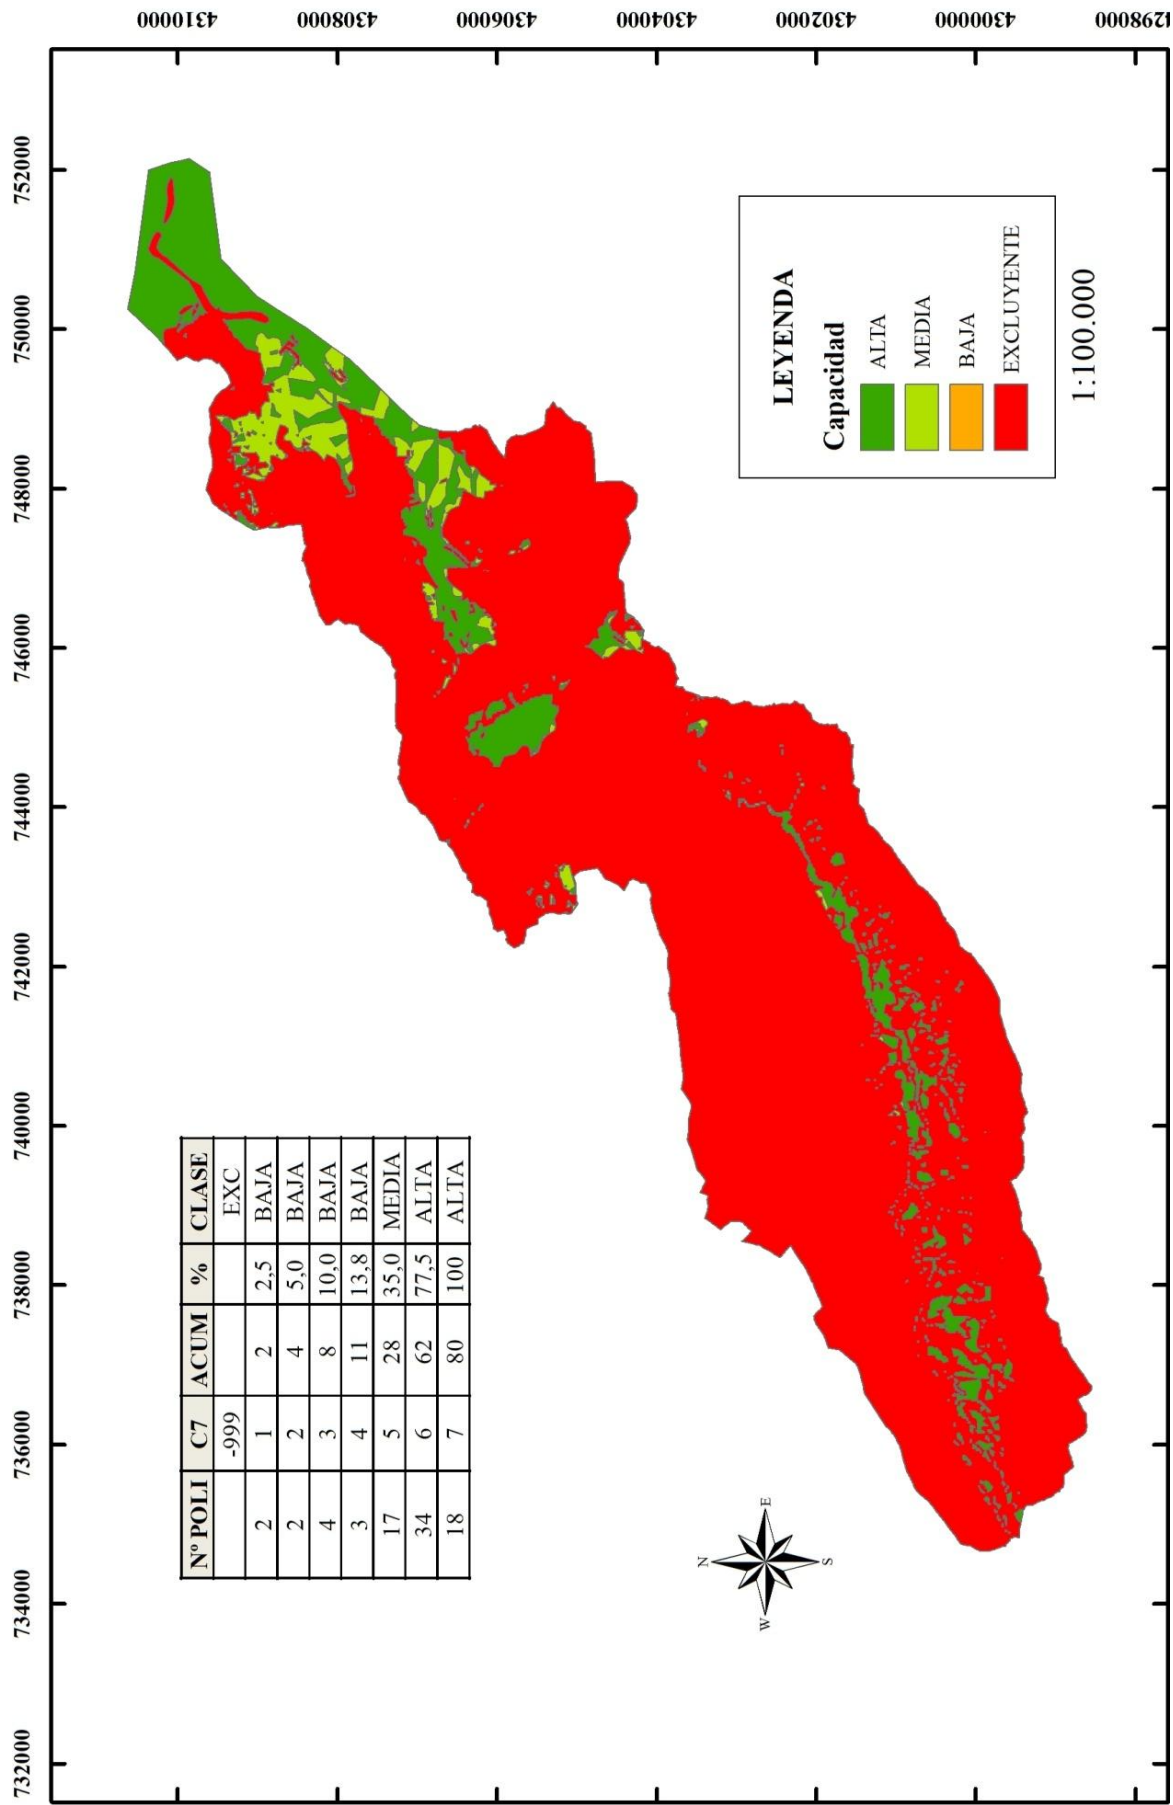 732000 734000 736000 738000 740000 742000 744000 746000 748000 750000 752000
4310000
4308000
4306000
4304000
4302000
4300000
4298000
Nº POLI C7 ACUM % CLASE
-999 EXC
2 1 2 2,5 BAJA
2 2 4 5,0 BAJA
4 3 8 10,0 BAJA
3 4 11 13,8 BAJA
17 5 28 35,0 MEDIA
34 6 62 77,5 ALTA
18 7 80 100 ALTA
N
W E
S
LEYENDA
Capacidad
ALTA
MEDIA
BAJA
EXCLUYENTE
1:100.000